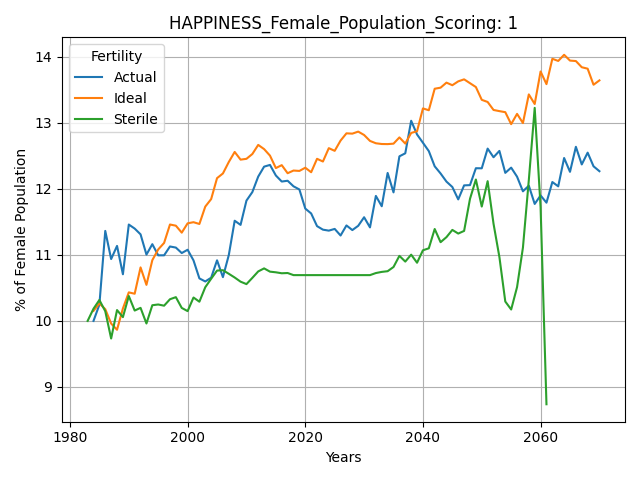 HAPPINESS_Female_Population_Scoring: 1
Fertility
Actual
Ideal
Sterile
% of Female Population
14
13
12
11
10
9
1980
2000
2020
2040
2060
Years